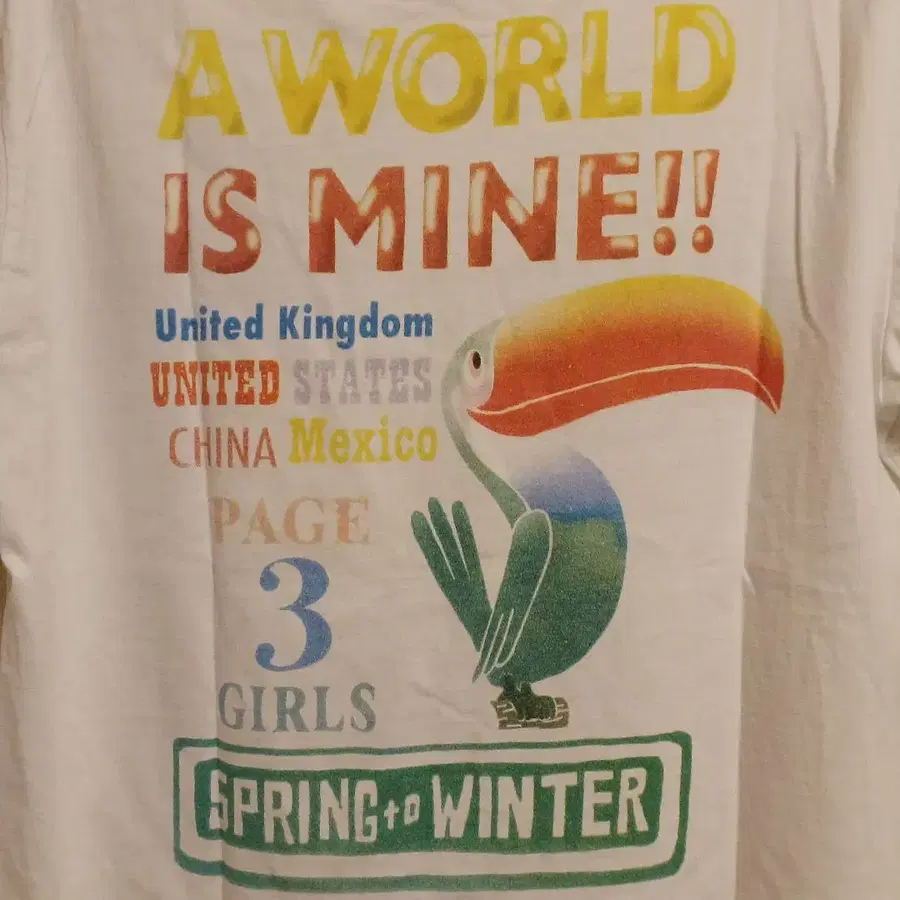 A WORLD
IS MINE!!
United Kingdom
UNITED STATES
CHINA Mexico
PAGE
3
GIRLS
SPRING to WINTER